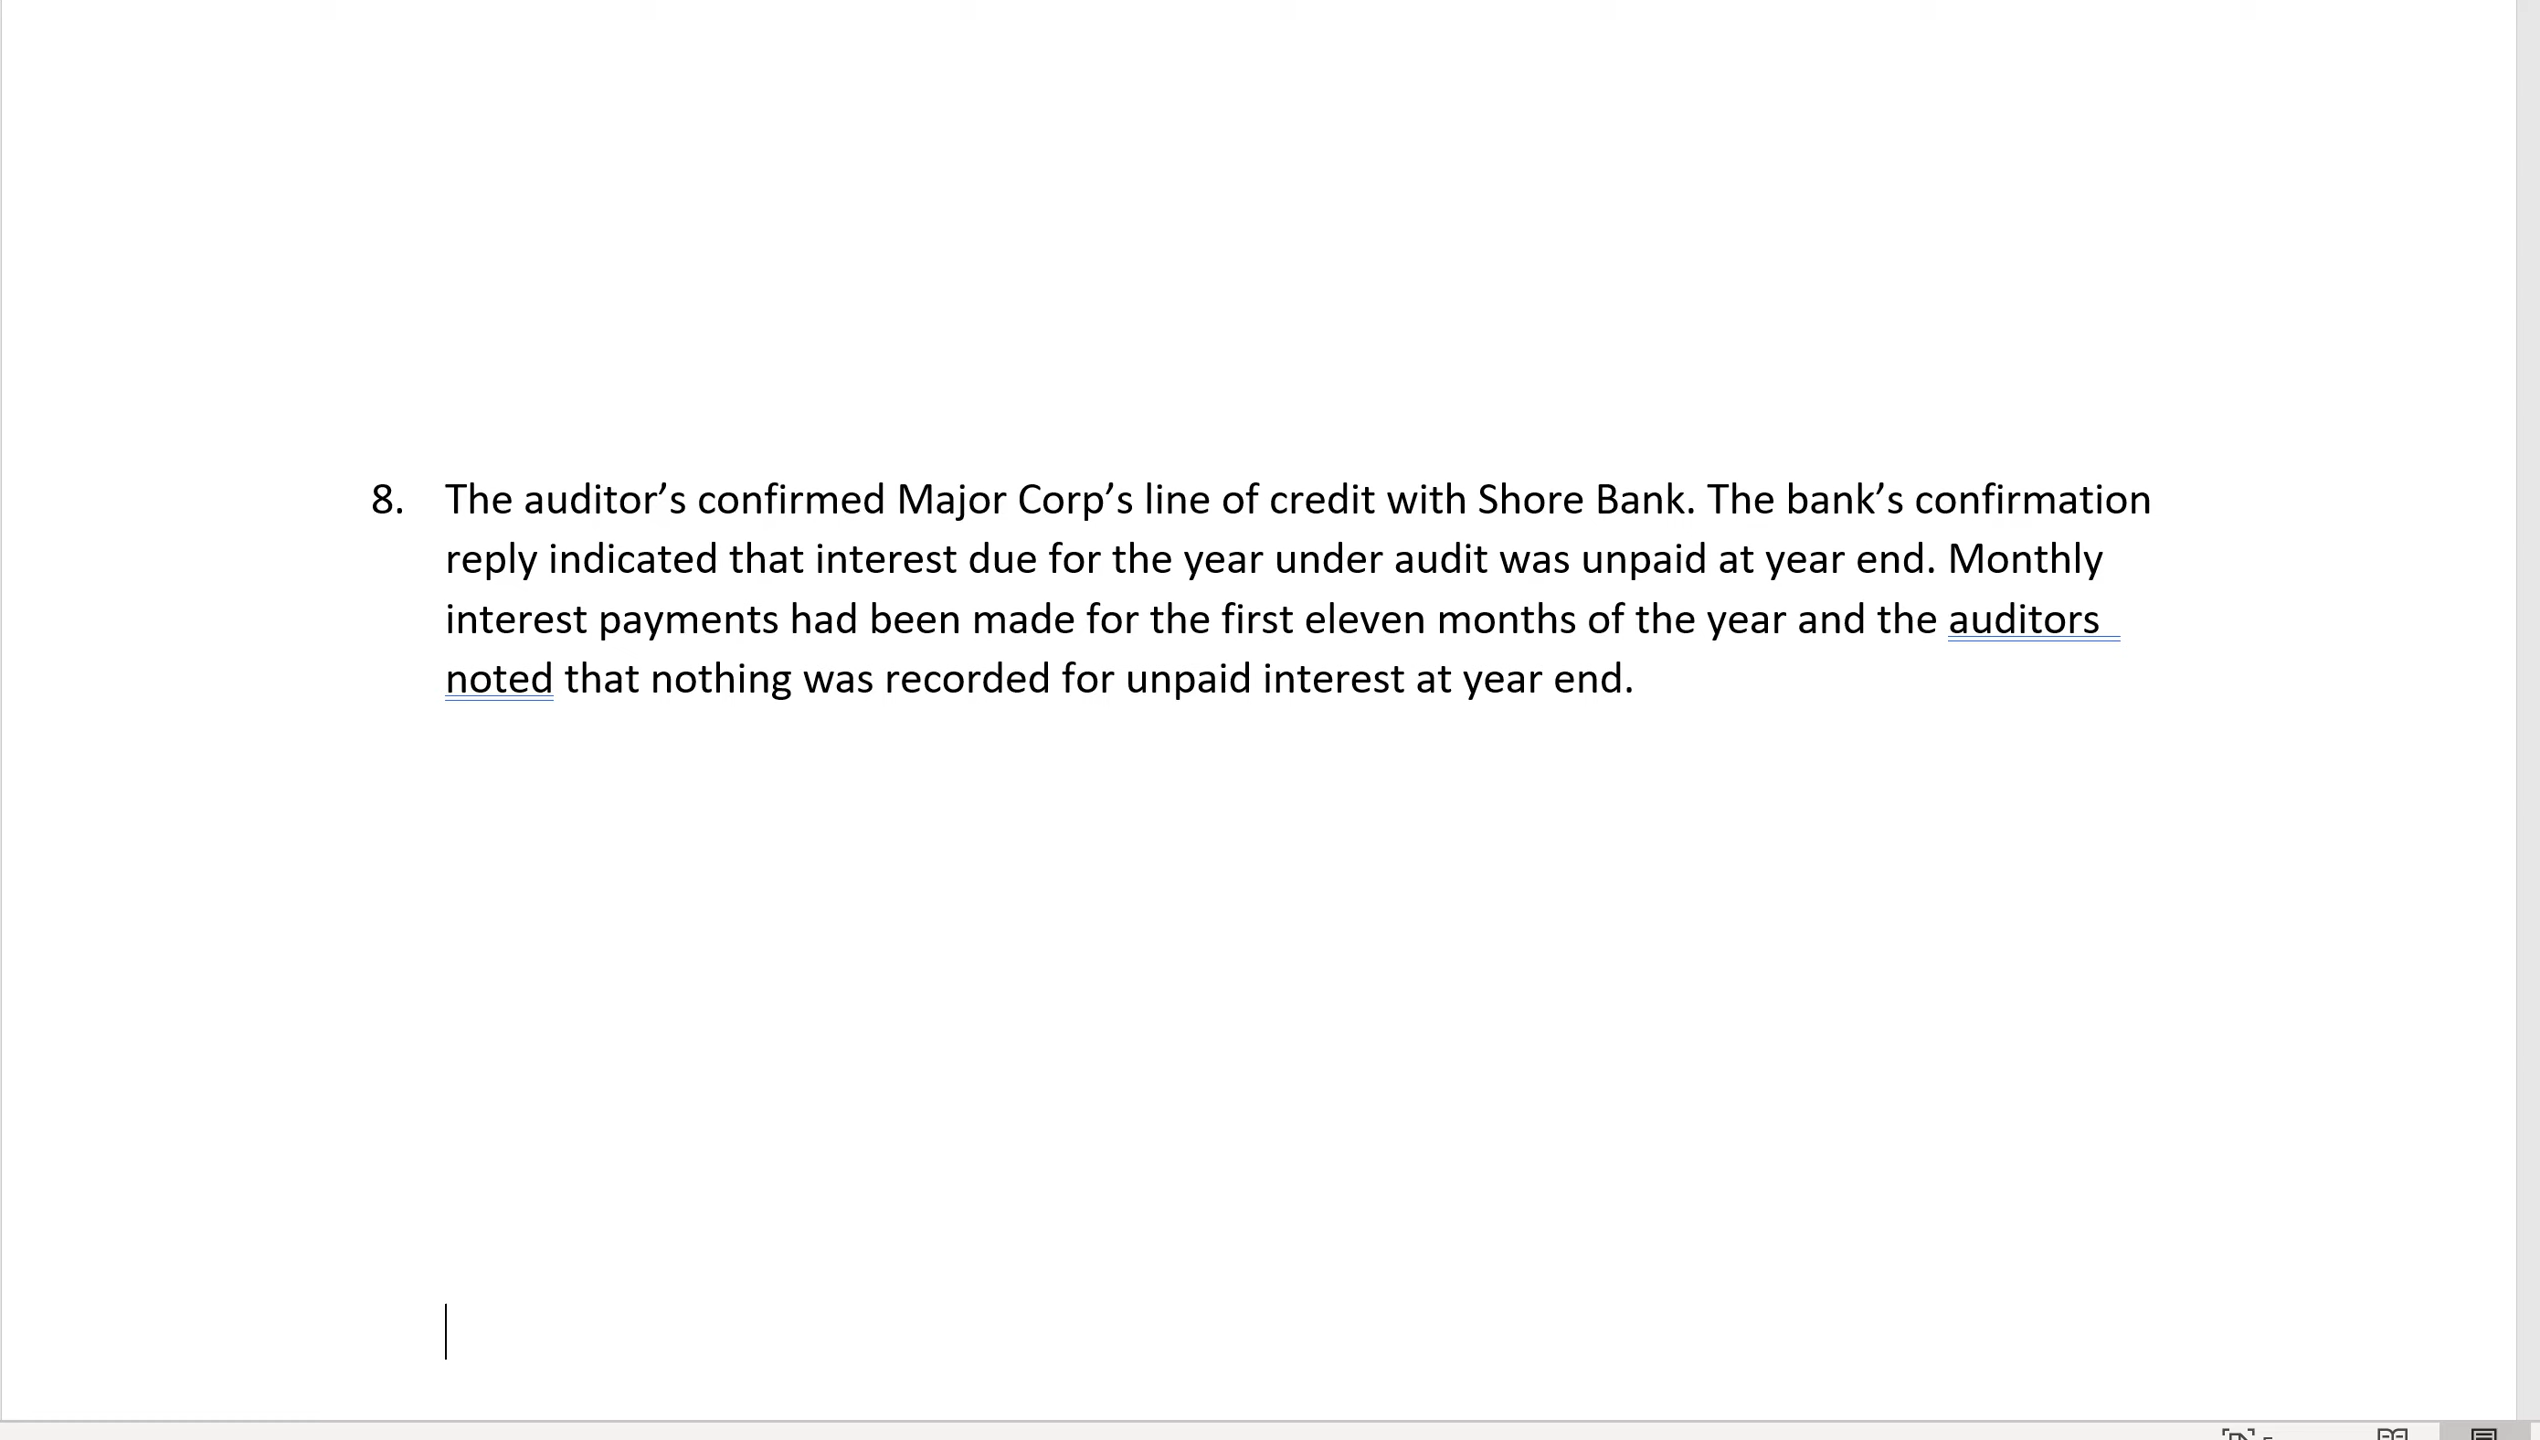 8. The auditor’s confirmed Major Corp’s line of credit with Shore Bank. The bank’s confirmation
reply indicated that interest due for the year under audit was unpaid at year end. Monthly
interest payments had been made for the first eleven months of the year and the auditors
noted that nothing was recorded for unpaid interest at year end.